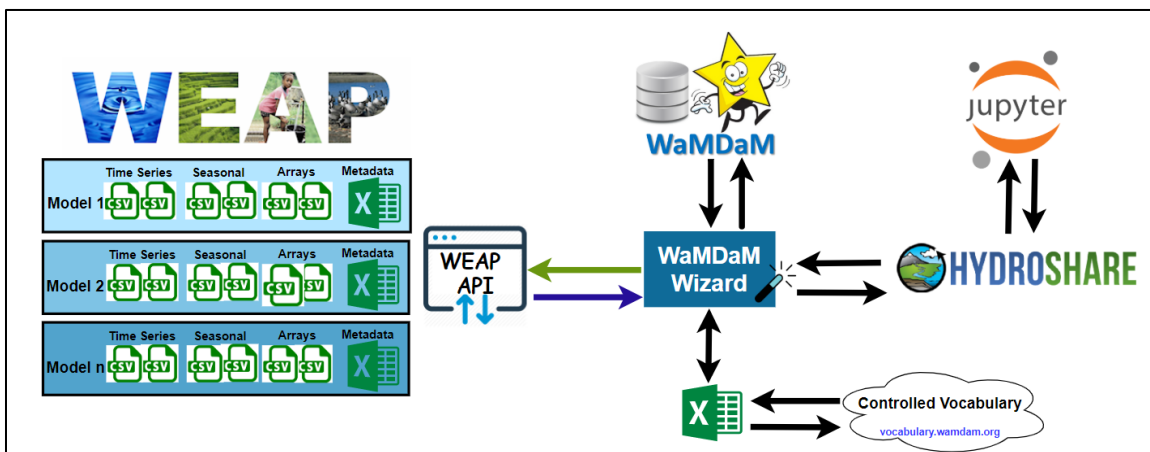 WEAP
Time Series Seasonal Arrays Metadata
Model 1 CSV CSV CSV CSV CSV CSV X
Time Series Seasonal Arrays Metadata
Model 2 CSV CSV CSV CSV CSV CSV X
Time Series Seasonal Arrays Metadata
Model n CSV CSV CSV CSV CSV CSV X
WEAP
API
WaMDaM
WaMDaM
Wizard
jupyter
HYDROSHARE
X
Controlled Vocabulary
vocabulary.wamdam.org